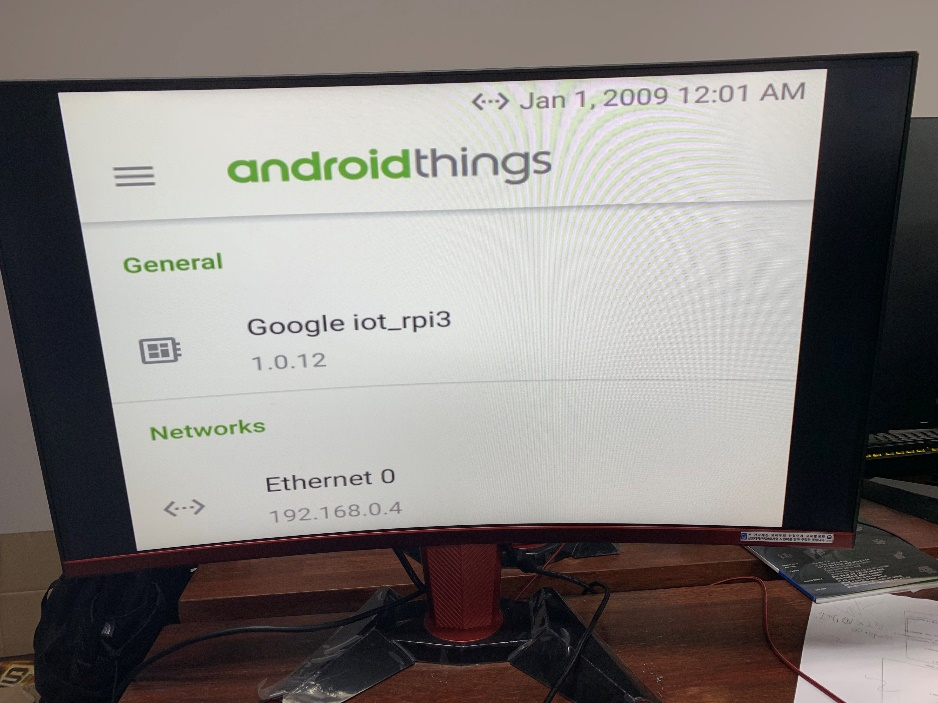 Jan 1, 2009 12:01 AM
androidthings
General
Google iot_rpi3
1.0.12
Networks
Ethernet 0
192.168.0.4